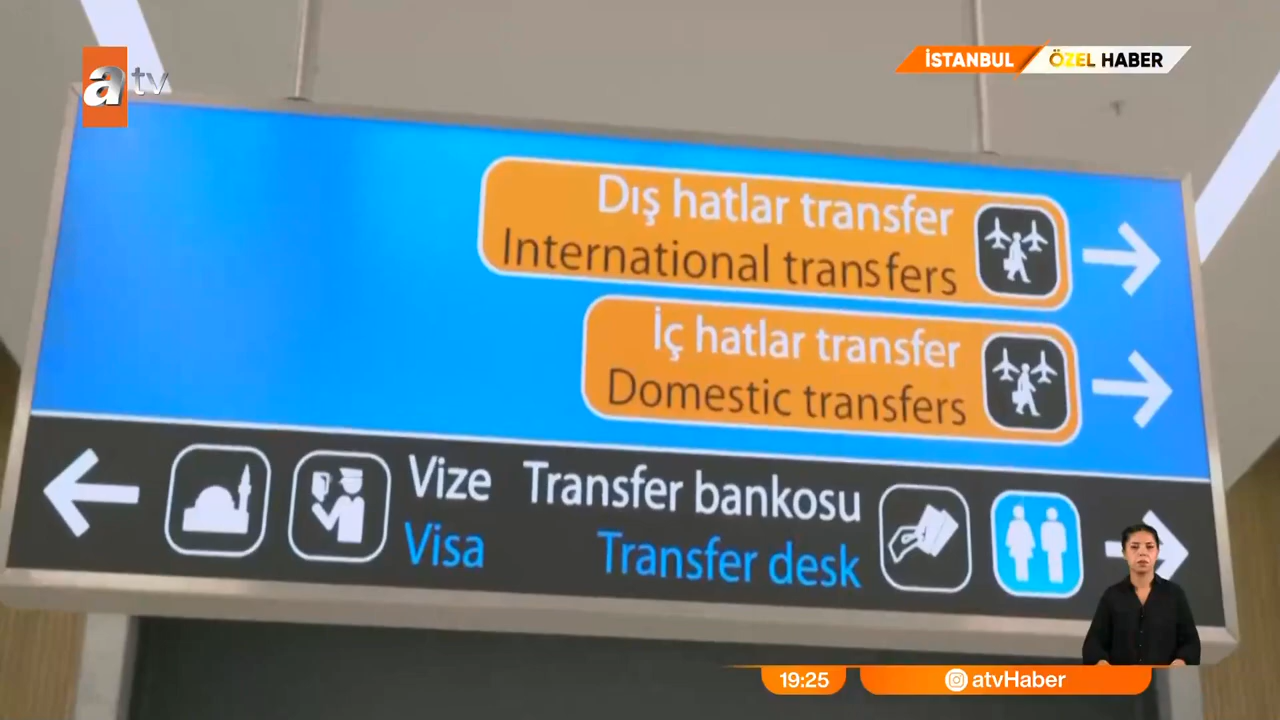 atv
İSTANBUL
ÖZEL HABER
Dış hatlar transfer
International transfers
İç hatlar transfer
Domestic transfers
Vize
Visa
Transfer bankosu
Transfer desk
19:25
atvHaber